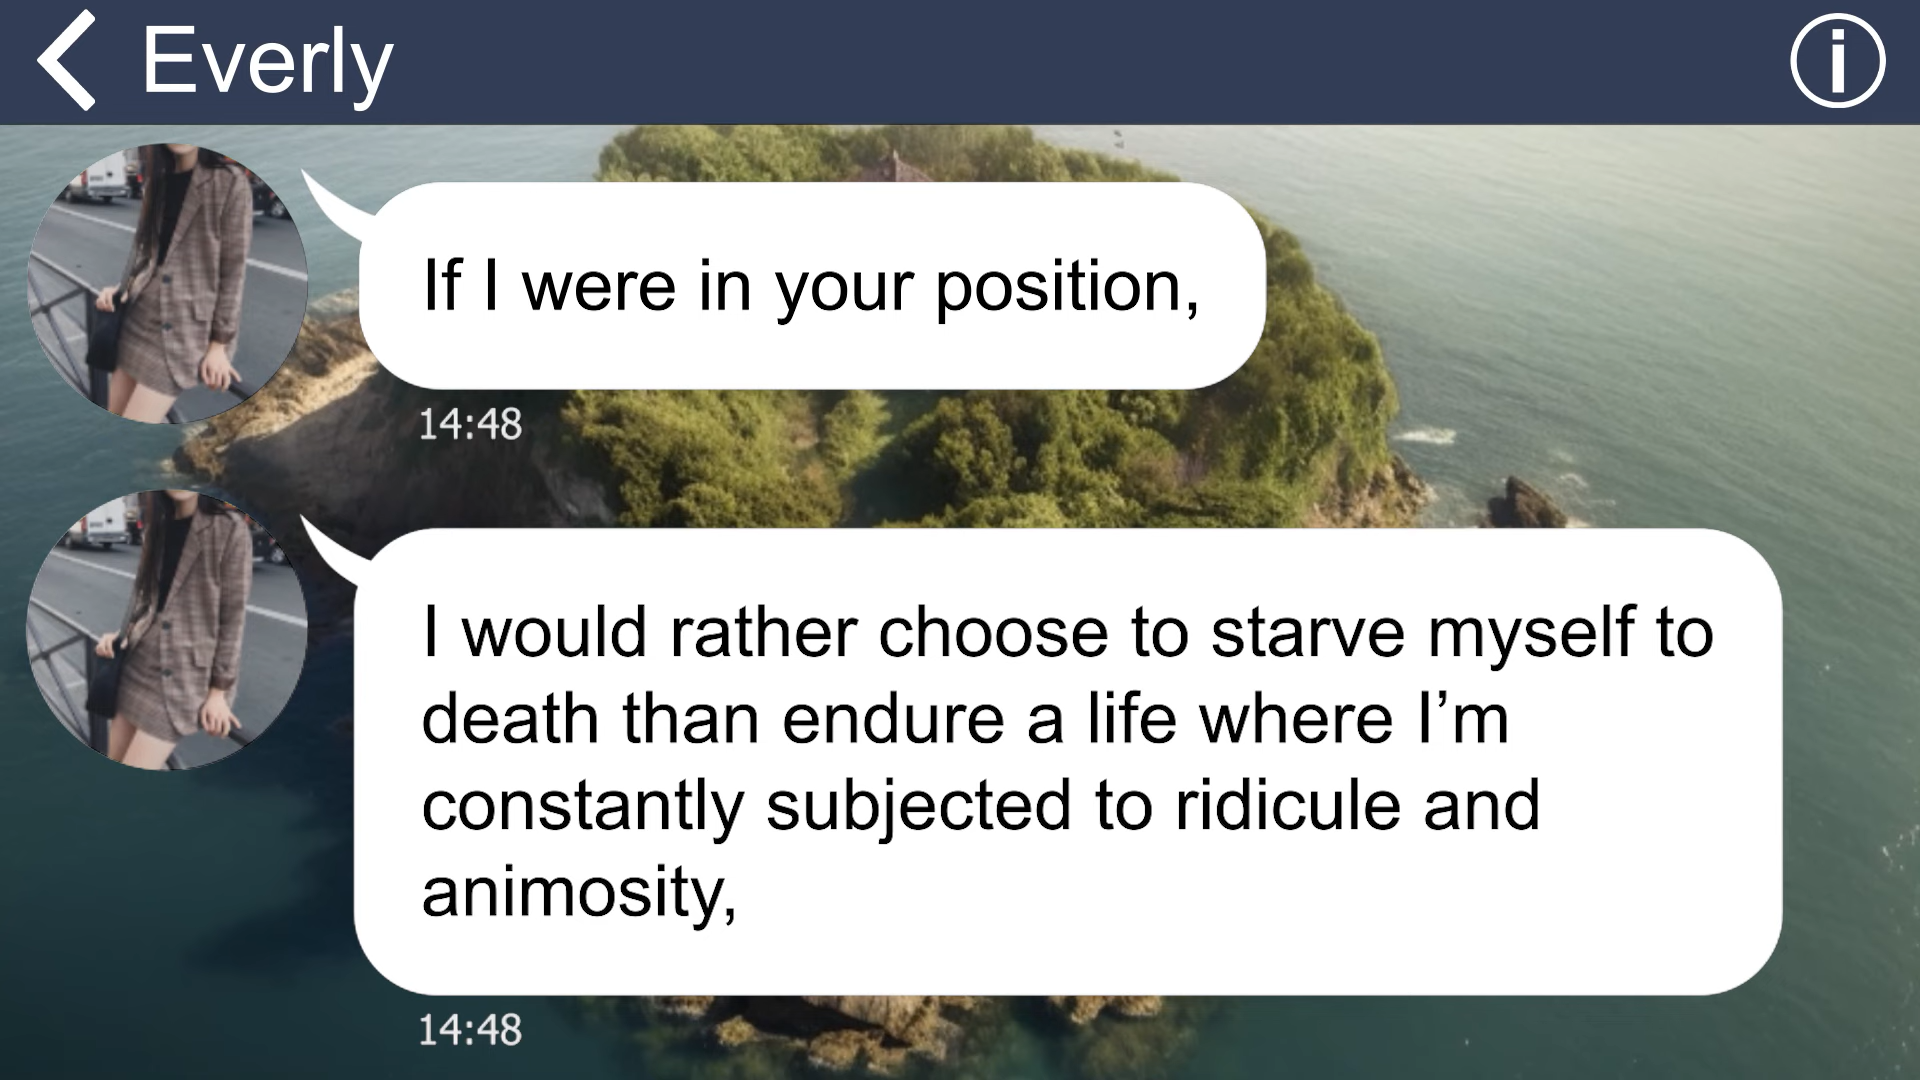 Everly
If I were in your position,
14:48
I would rather choose to starve myself to
death than endure a life where I’m
constantly subjected to ridicule and
animosity,
14:48